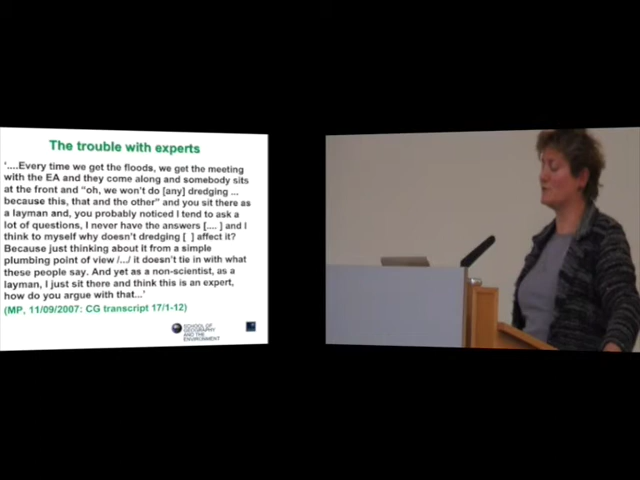 The trouble with experts
'....Every time we get the floods, we get the meeting
with the EA and they come along and somebody sits
at the front and "oh, we won't do [any] dredging ...
because this, that and the other" and you sit there as
a layman and, you probably noticed I tend to ask a
lot of questions, I never have the answers [.... ] and I
think to myself why doesn't dredging [ ] affect it?
Because just thinking about it from a simple
plumbing point of view /.../ it doesn't tie in with what
these people say. And yet as a non-scientist, as a
layman, I just sit there and think this is an expert,
how do you argue with that...'
(MP, 11/09/2007: CG transcript 17/1-12)
SCHOOL OF
GEOGRAPHY
AND THE
ENVIRONMENT